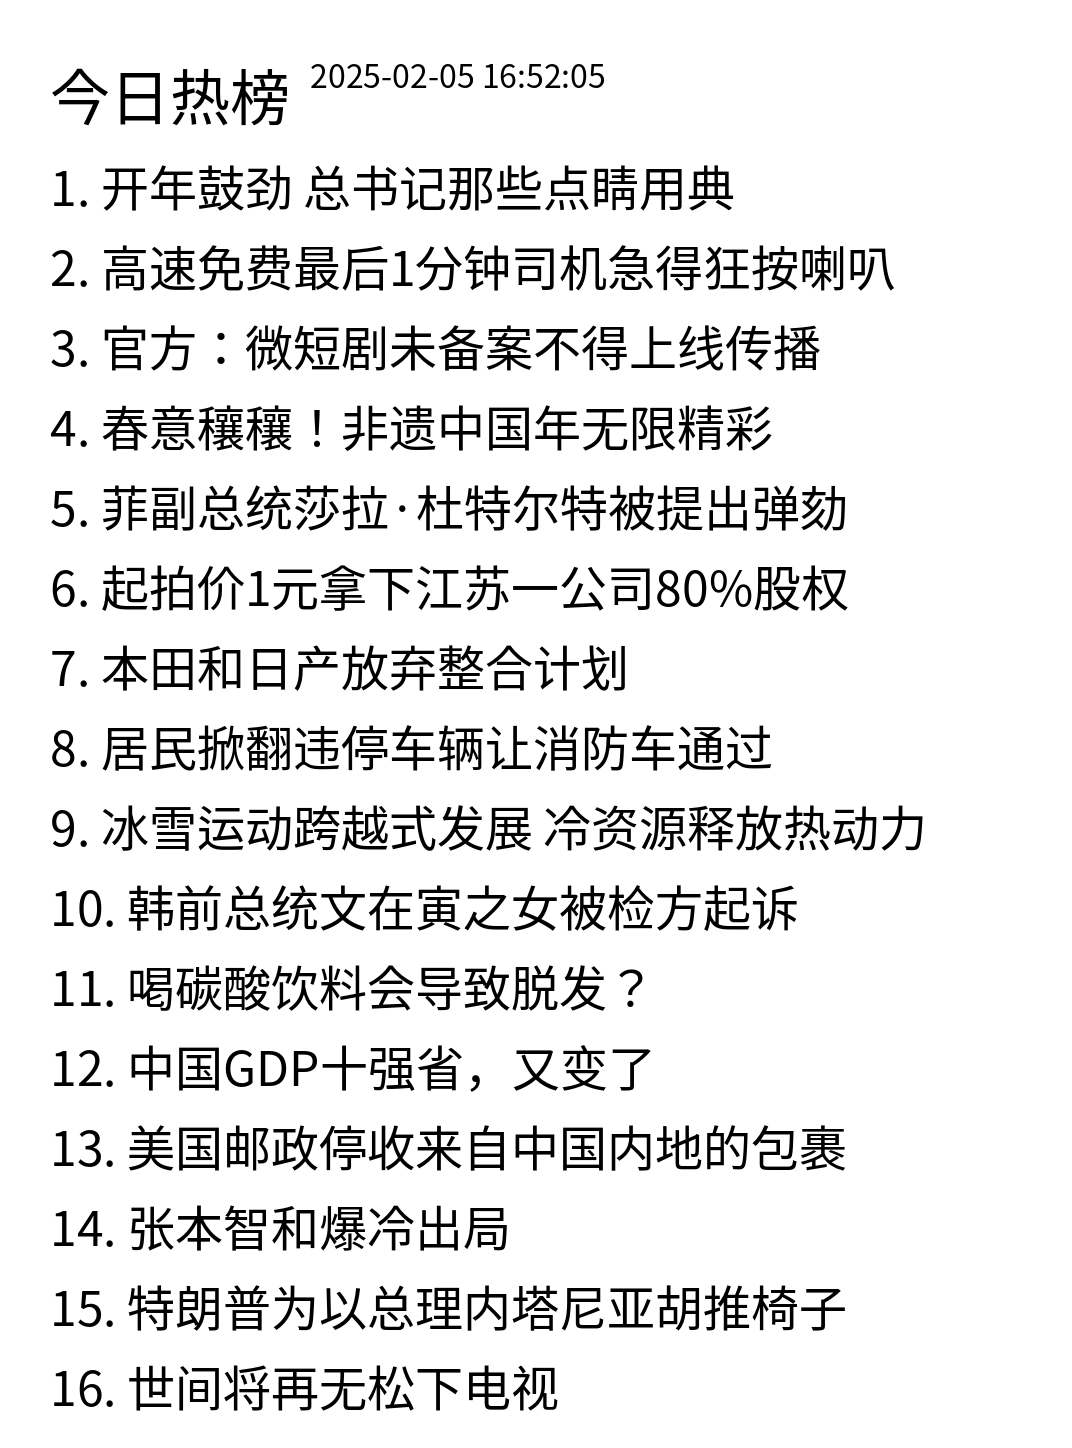 今日热榜 2025-02-05 16:52:05
1. 开年鼓劲 总书记那些点睛用典
2. 高速免费最后1分钟司机急得狂按喇叭
3. 官方：微短剧未备案不得上线传播
4. 春意穰穰！非遗中国年无限精彩
5. 菲副总统莎拉·杜特尔特被提出弹劾
6. 起拍价1元拿下江苏一公司80%股权
7. 本田和日产放弃整合计划
8. 居民掀翻违停车辆让消防车通过
9. 冰雪运动跨越式发展 冷资源释放热动力
10. 韩前总统文在寅之女被检方起诉
11. 喝碳酸饮料会导致脱发？
12. 中国GDP十强省，又变了
13. 美国邮政停收来自中国内地的包裹
14. 张本智和爆冷出局
15. 特朗普为以总理内塔尼亚胡推椅子
16. 世间将再无松下电视